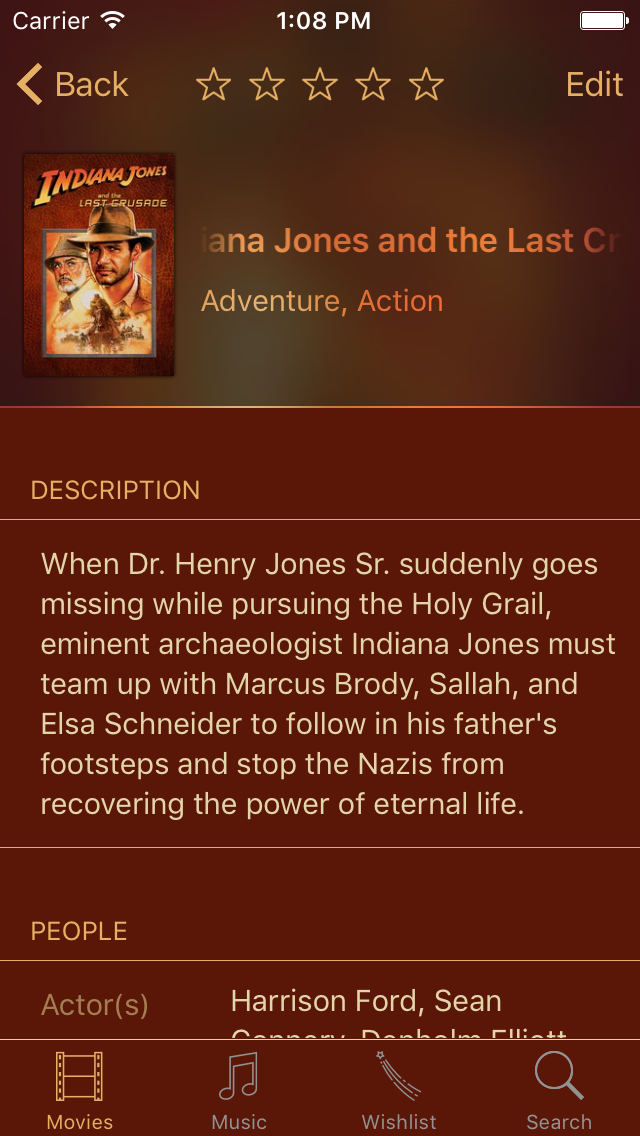 Carrier 1:08 PM
Back Edit
INDIANA JONES
and the
LAST CRUSADE
iana Jones and the Last Cr
Adventure, Action
DESCRIPTION
When Dr. Henry Jones Sr. suddenly goes
missing while pursuing the Holy Grail,
eminent archaeologist Indiana Jones must
team up with Marcus Brody, Sallah, and
Elsa Schneider to follow in his father's
footsteps and stop the Nazis from
recovering the power of eternal life.
PEOPLE
Actor(s) Harrison Ford, Sean
Connery, Denholm Elliott
Movies Music Wishlist Search